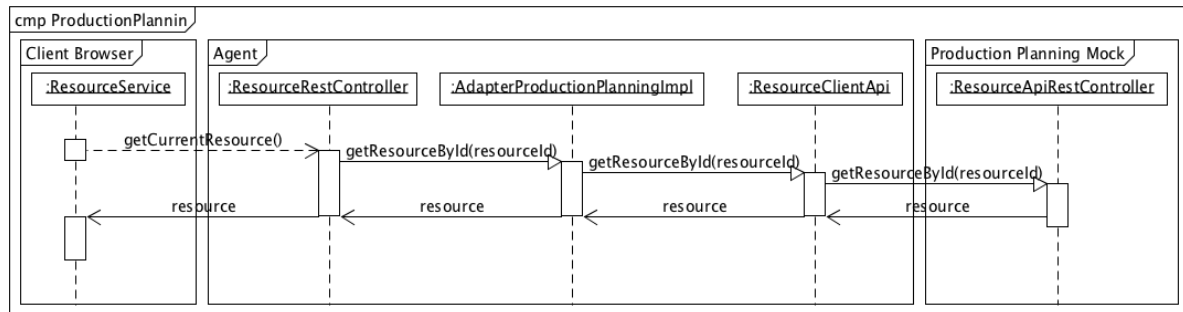 cmp ProductionPlannin
Client Browser
Agent
Production Planning Mock
:ResourceService
:ResourceRestController
:AdapterProductionPlanningImpl
:ResourceClientApi
:ResourceApiRestController
getCurrentResource()
getResourceById(resourceId)
getResourceById(resourceId)
getResourceById(resourceId)
resource
resource
resource
resource